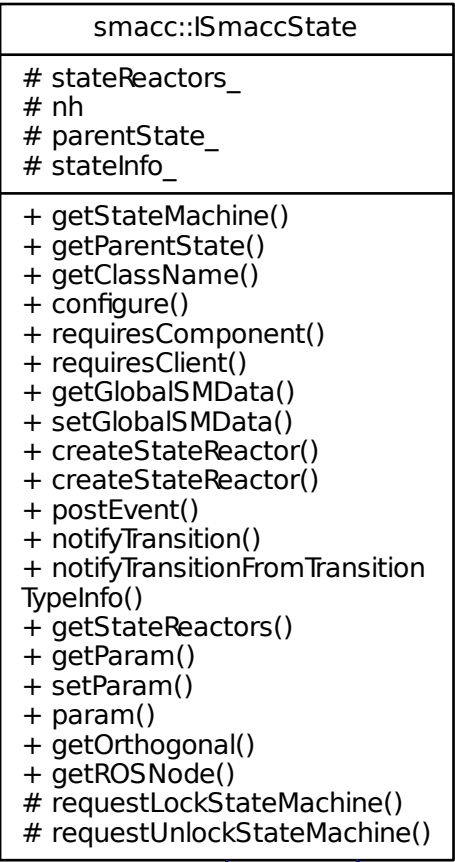 smacc::ISmaccState
# stateReactors_
# nh
# parentState_
# stateInfo_
+ getStateMachine()
+ getParentState()
+ getClassName()
+ configure()
+ requiresComponent()
+ requiresClient()
+ getGlobalSMData()
+ setGlobalSMData()
+ createStateReactor()
+ createStateReactor()
+ postEvent()
+ notifyTransition()
+ notifyTransitionFromTransition
TypeInfo()
+ getStateReactors()
+ getParam()
+ setParam()
+ param()
+ getOrthogonal()
+ getROSNode()
# requestLockStateMachine()
# requestUnlockStateMachine()